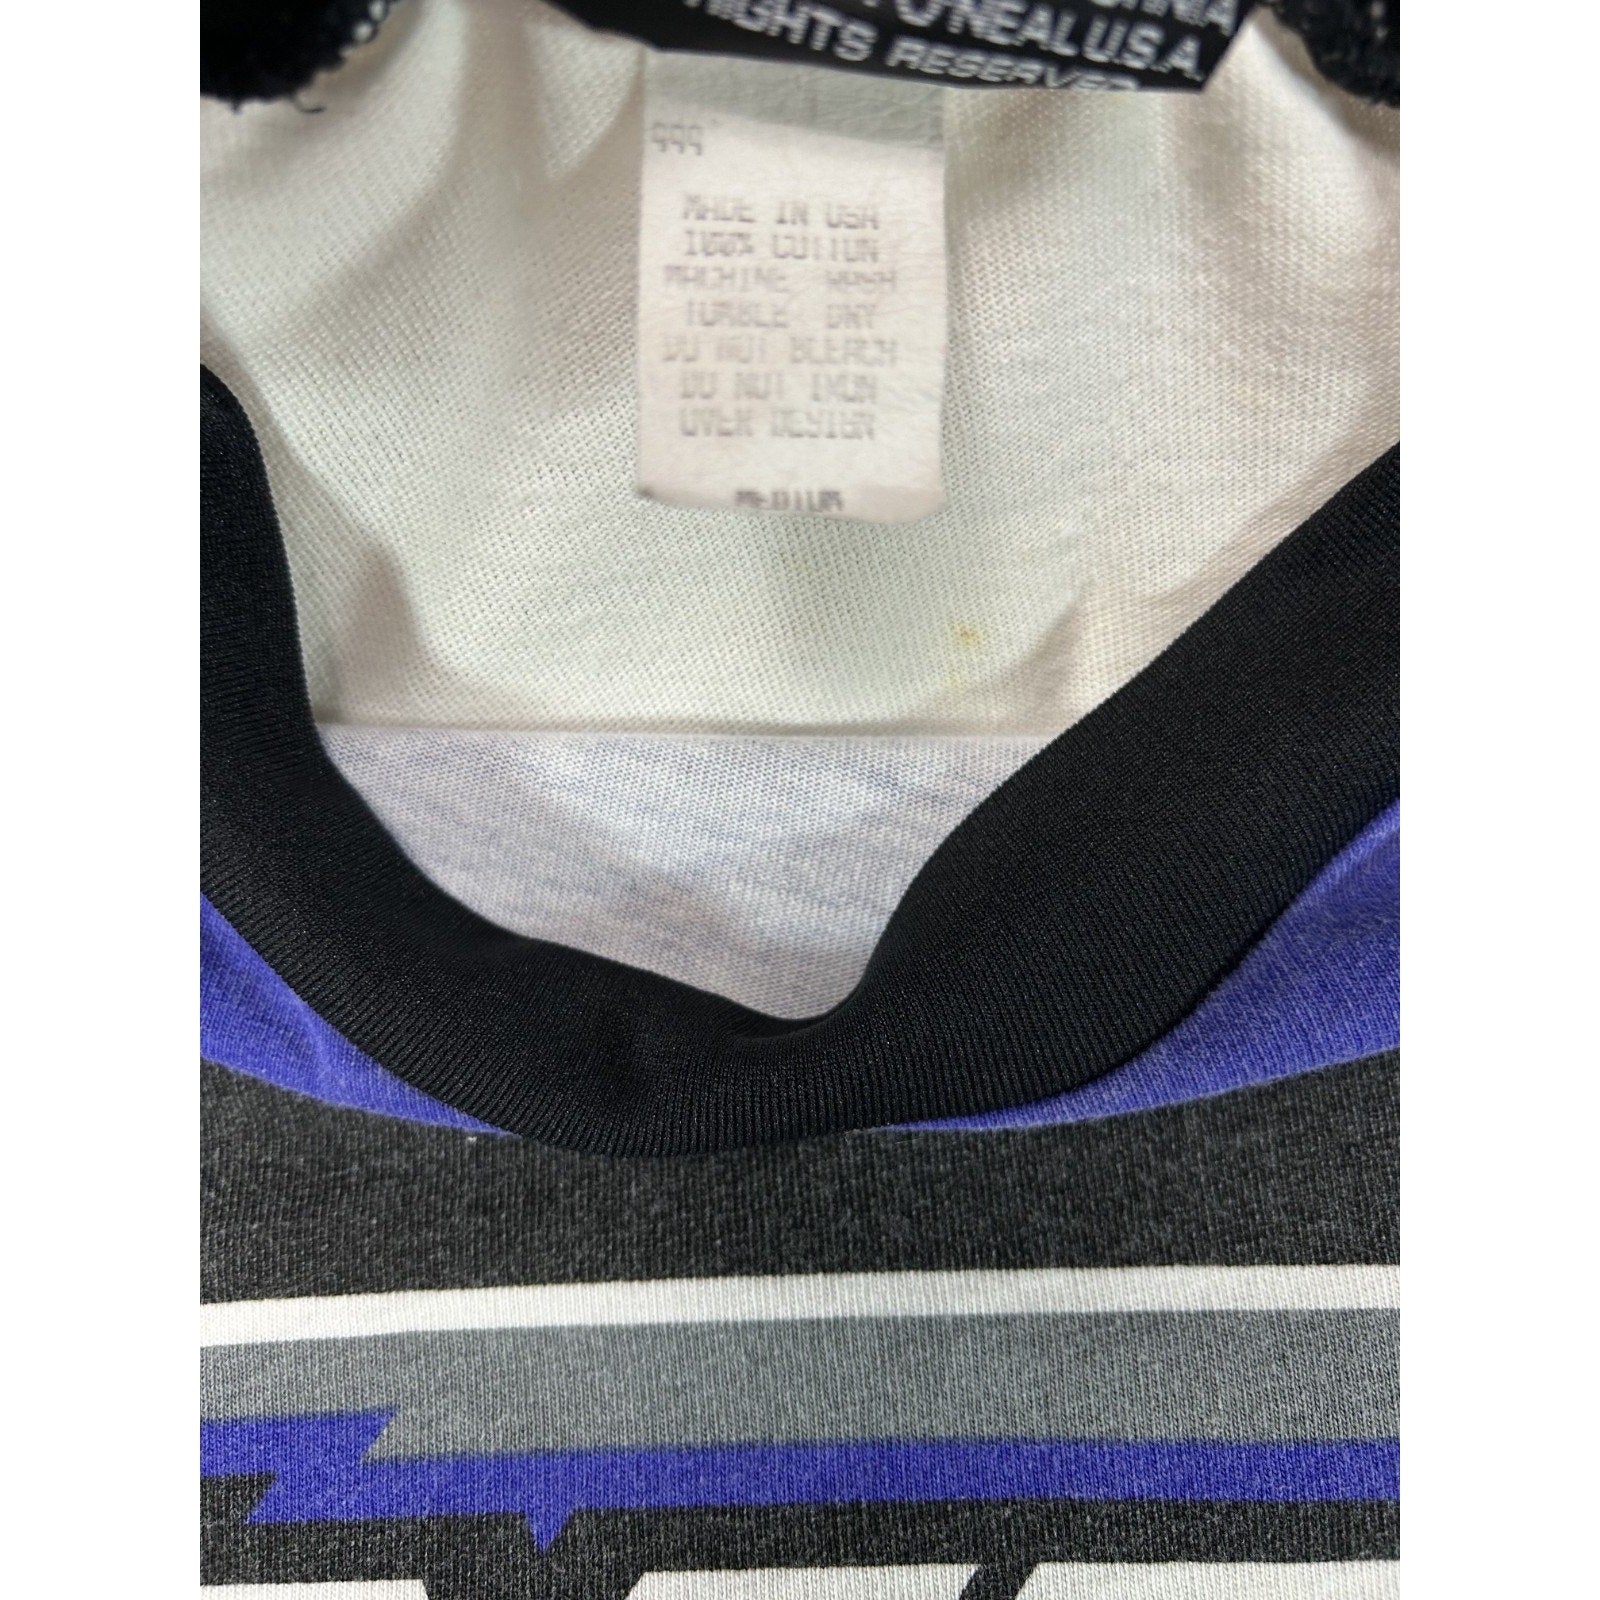 O'NEAL U.S.A.
RIGHTS RESERVED
999
MADE IN USA
100% COTTON
MACHINE WASH
TUMBLE DRY
DO NOT BLEACH
DO NOT IRON
OVER DESIGN
MEDIUM